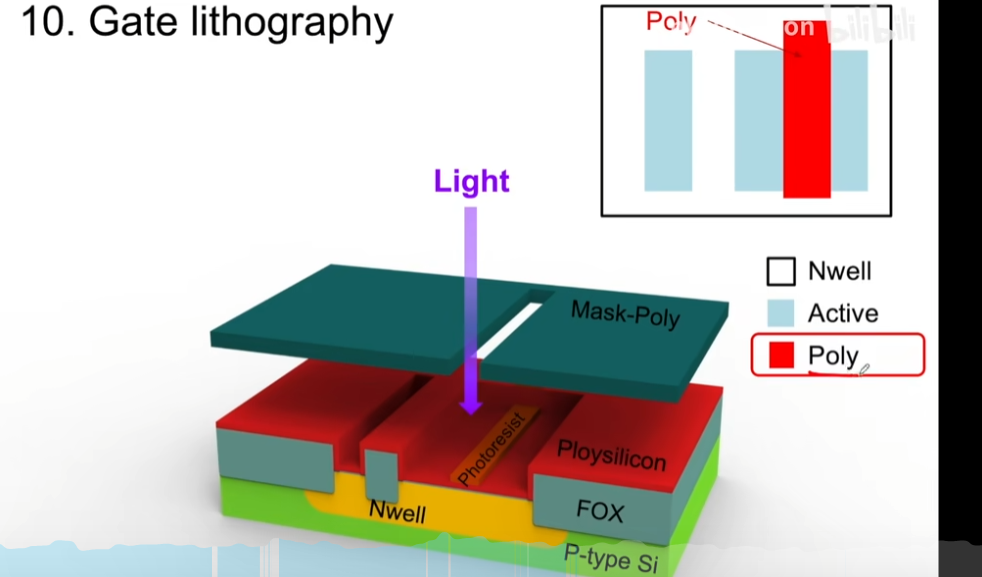 10. Gate lithography
Poly
on bilibili
Light
Nwell
Mask-Poly
Active
Poly
Photoresist
Ploysilicon
Nwell
FOX
P-type Si